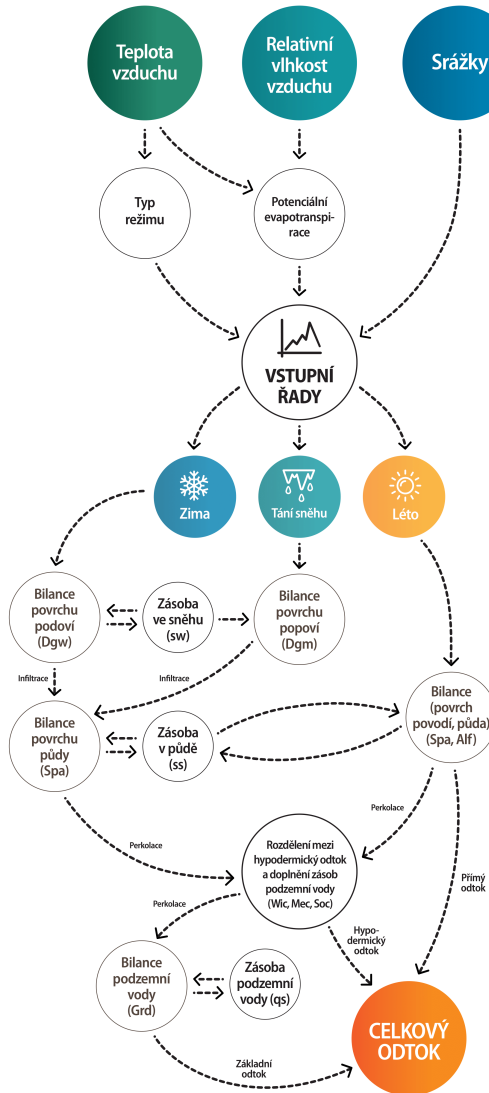 Teplota
vzduchu
Relativní
vlhkost
vzduchu
Srážky
Typ
režimu
Potenciální
evapotranspi-
race
VSTUPNÍ
ŘADY
Zima
Tání sněhu
Léto
Bilance
povrchu
podoví
(Dgw)
Zásoba
ve sněhu
(sw)
Bilance
povrchu
popoví
(Dgm)
Infiltrace
Infiltrace
Bilance
povrchu
půdy
(Spa)
Zásoba
v půdě
(ss)
Bilance
(povrch
povodí, půda)
(Spa, Alf)
Perkolace
Perkolace
Rozdělení mezi
hypodermický odtok
a doplnění zásob
podzemní vody
(Wic, Mec, Soc)
Přímý
odtok
Perkolace
Hypo-
dermický
odtok
Bilance
podzemní
vody
(Grd)
Zásoba
podzemní
vody (qs)
CELKOVÝ
ODTOK
Základní
odtok